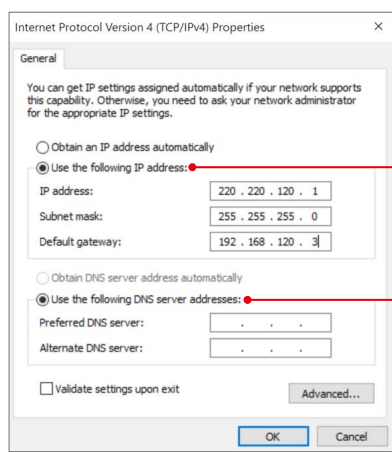 Internet Protocol Version 4 (TCP/IPv4) Properties
General
You can get IP settings assigned automatically if your network supports
this capability. Otherwise, you need to ask your network administrator
for the appropriate IP settings.
Obtain an IP address automatically
Use the following IP address:
IP address: 220 . 220 . 120 . 1
Subnet mask: 255 . 255 . 255 . 0
Default gateway: 192 . 168 . 120 . 3
Obtain DNS server address automatically
Use the following DNS server addresses:
Preferred DNS server: . . .
Alternate DNS server: . . .
Validate settings upon exit
Advanced...
OK Cancel